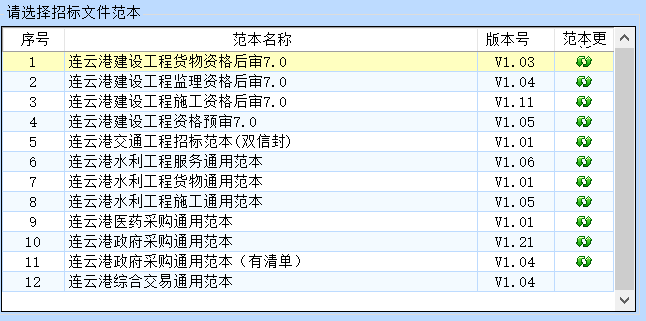 请选择招标文件范本
序号 范本名称 版本号 范本更
1 连云港建设工程货物资格后审7.0 V1.03
2 连云港建设工程监理资格后审7.0 V1.04
3 连云港建设工程施工资格后审7.0 V1.11
4 连云港建设工程资格预审7.0 V1.05
5 连云港交通工程招标范本(双信封) V1.01
6 连云港水利工程服务通用范本 V1.06
7 连云港水利工程货物通用范本 V1.01
8 连云港水利工程施工通用范本 V1.05
9 连云港医药采购通用范本 V1.01
10 连云港政府采购通用范本 V1.21
11 连云港政府采购通用范本（有清单） V1.04
12 连云港综合交易通用范本 V1.04